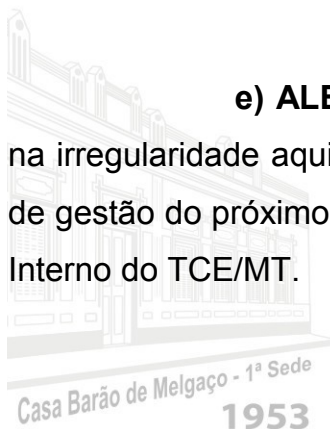 e) ALE
na irregularidade aqui
de gestão do próximo
Interno do TCE/MT.
Casa Barão de Melgaço - 1ª Sede
1953